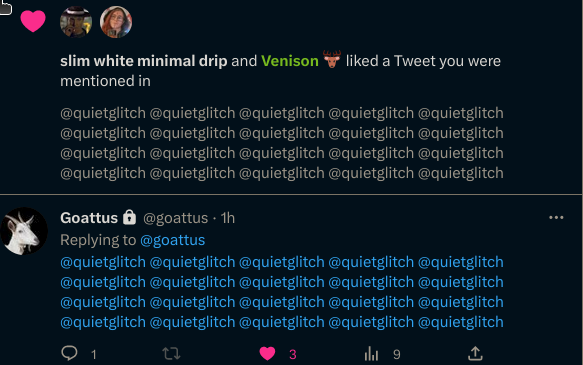 slim white minimal drip and Venison liked a Tweet you were
mentioned in
@quietglitch @quietglitch @quietglitch @quietglitch @quietglitch
@quietglitch @quietglitch @quietglitch @quietglitch @quietglitch
@quietglitch @quietglitch @quietglitch @quietglitch @quietglitch
@quietglitch @quietglitch @quietglitch @quietglitch @quietglitch
Goattus @goattus · 1h
Replying to @goattus
@quietglitch @quietglitch @quietglitch @quietglitch @quietglitch
@quietglitch @quietglitch @quietglitch @quietglitch @quietglitch
@quietglitch @quietglitch @quietglitch @quietglitch @quietglitch
@quietglitch @quietglitch @quietglitch @quietglitch @quietglitch
1 3 9